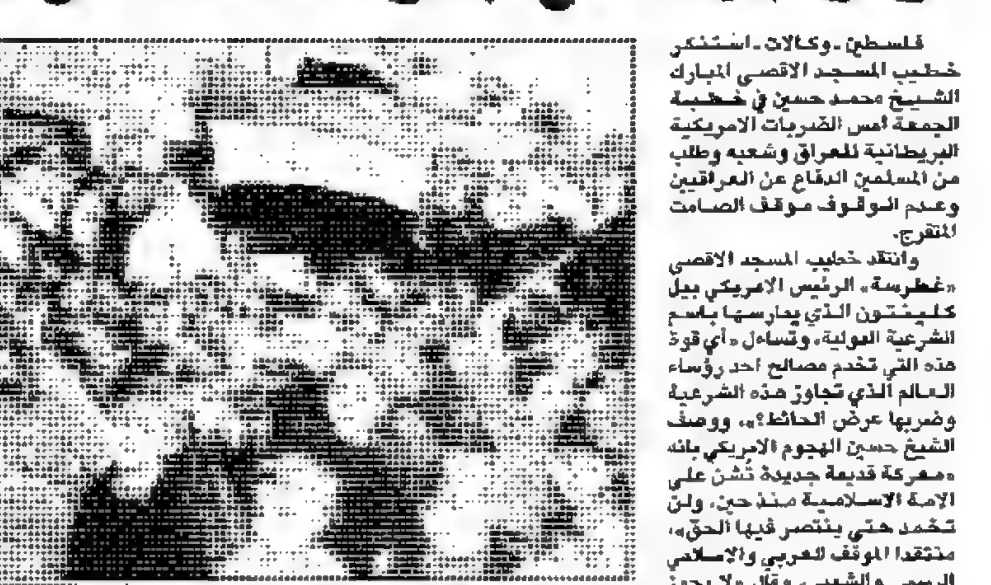 فلسطين - وكالات - استنكر
خطيب المسجد الاقصى المبارك
الشيخ محمد حسين في خطبة
الجمعة أمس الضربات الامريكية
البريطانية للعراق وشعبه وطلب
من المسلمين الدفاع عن العراقيين
وعدم الوقوف موقف الصامت
المتفرج.
وانتقد خطيب المسجد الاقصى
«غطرسة» الرئيس الامريكي بيل
كلينتون الذي يمارسها باسم
الشرعية الدولية، وتساءل «أي قوة
هذه التي تخدم مصالح أحد رؤساء
العالم الذي تجاوز هذه الشرعية
وضربها عرض الحائط؟»، ووصف
الشيخ حسين الهجوم الامريكي بانه
«معركة قديمة جديدة تشن على
الامة الاسلامية منذ حين، ولن
تخمد حتى ينتصر فيها الحق»،
منتقدا الموقف العربي والاسلامي